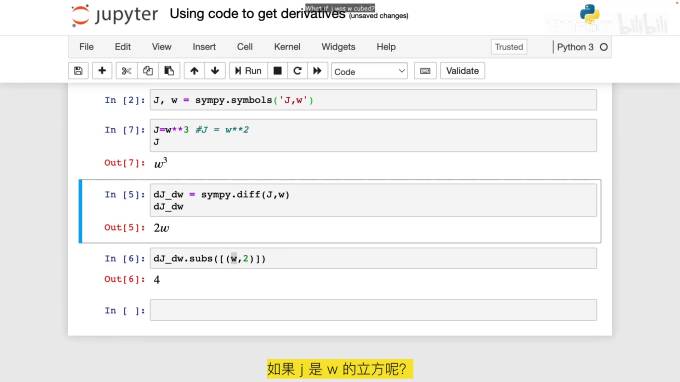 What if j was w cubed?
jupyter Using code to get derivatives (unsaved changes)
bilibili
File Edit View Insert Cell Kernel Widgets Help Trusted Python 3
Run Code Validate
In [2]: J, w = sympy.symbols('J,w')
In [7]: J=w**3 #J = w**2
J
Out[7]: w³
In [5]: dJ_dw = sympy.diff(J,w)
dJ_dw
Out[5]: 2w
In [6]: dJ_dw.subs([(w,2)])
Out[6]: 4
In [ ]:
如果 j 是 w 的立方呢?